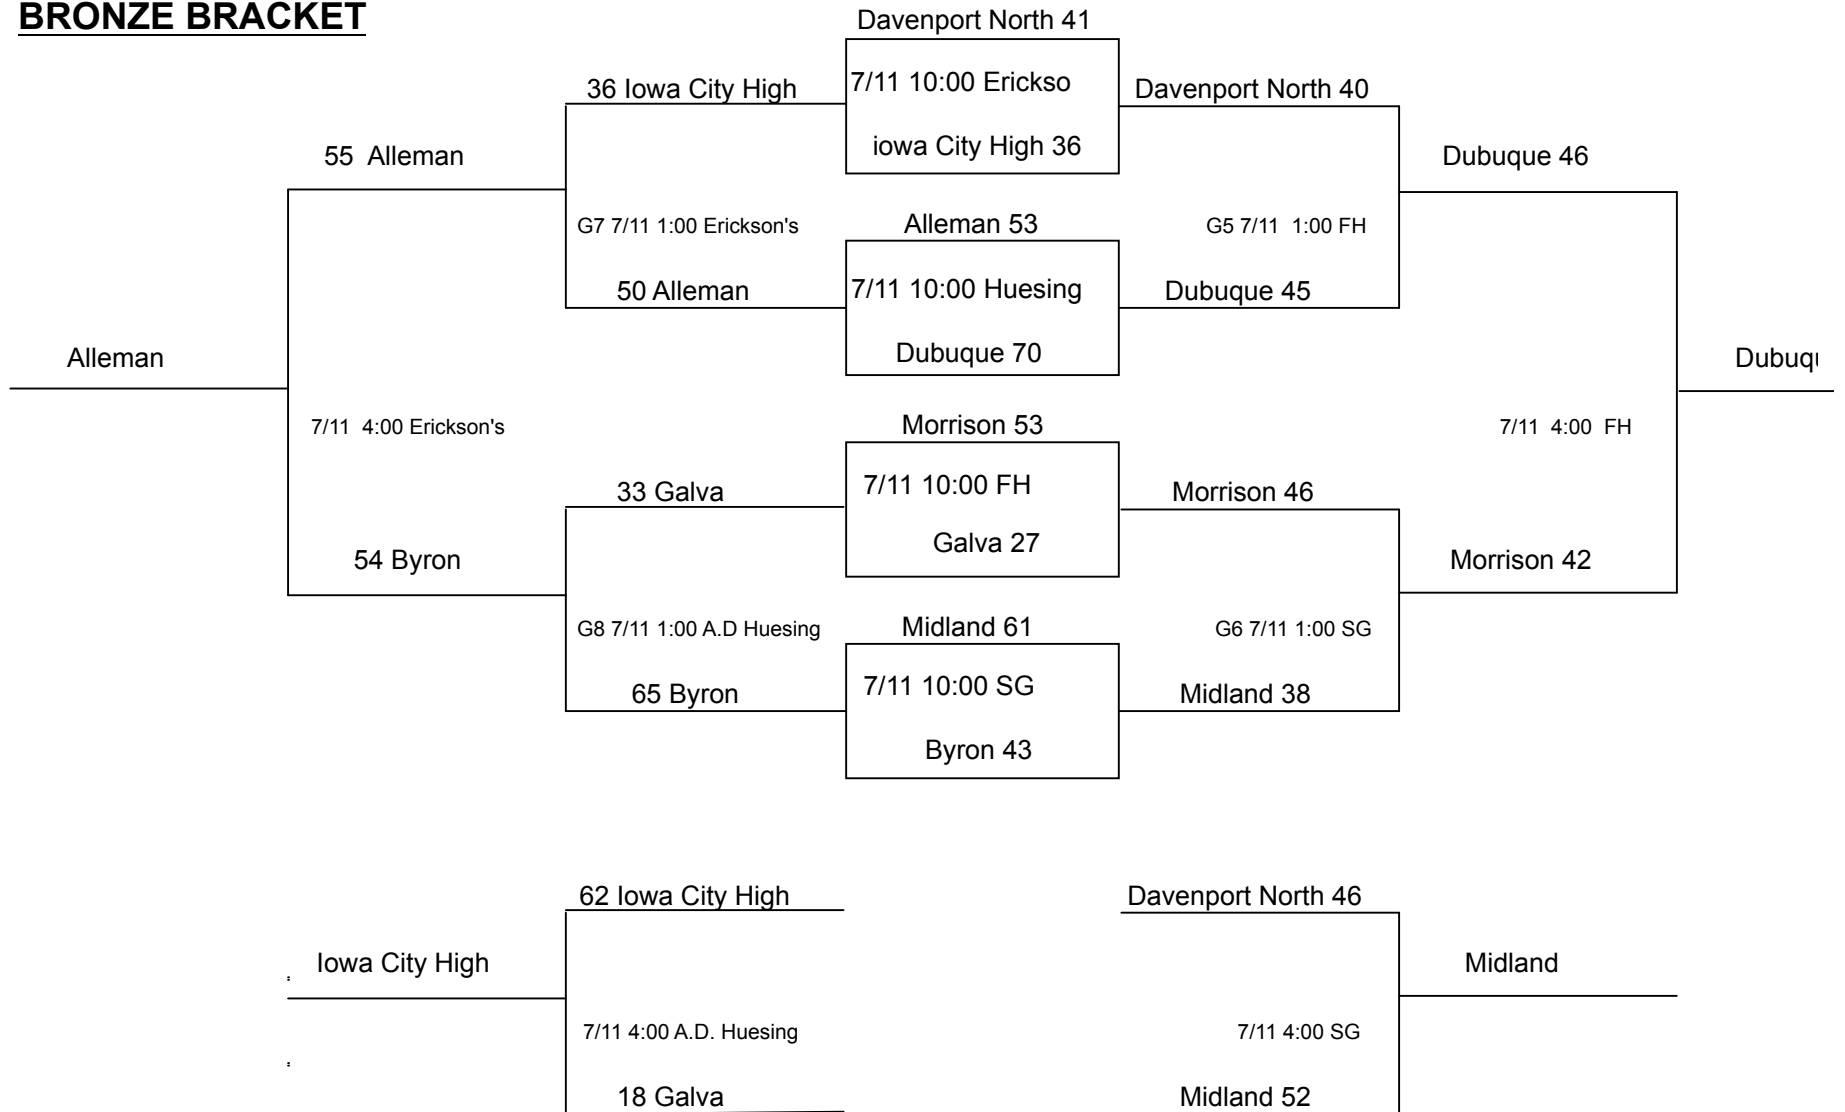 BRONZE BRACKET
Davenport North 41
36 Iowa City High
7/11 10:00 Erickso
Davenport North 40
iowa City High 36
55 Alleman
Dubuque 46
G7 7/11 1:00 Erickson's
Alleman 53
G5 7/11 1:00 FH
50 Alleman
7/11 10:00 Huesing
Dubuque 45
Dubuque 70
Alleman
Dubuqu
7/11 4:00 Erickson's
Morrison 53
7/11 4:00 FH
33 Galva
7/11 10:00 FH
Morrison 46
Galva 27
54 Byron
Morrison 42
G8 7/11 1:00 A.D Huesing
Midland 61
G6 7/11 1:00 SG
65 Byron
7/11 10:00 SG
Midland 38
Byron 43
62 Iowa City High
Davenport North 46
Iowa City High
Midland
7/11 4:00 A.D. Huesing
7/11 4:00 SG
18 Galva
Midland 52